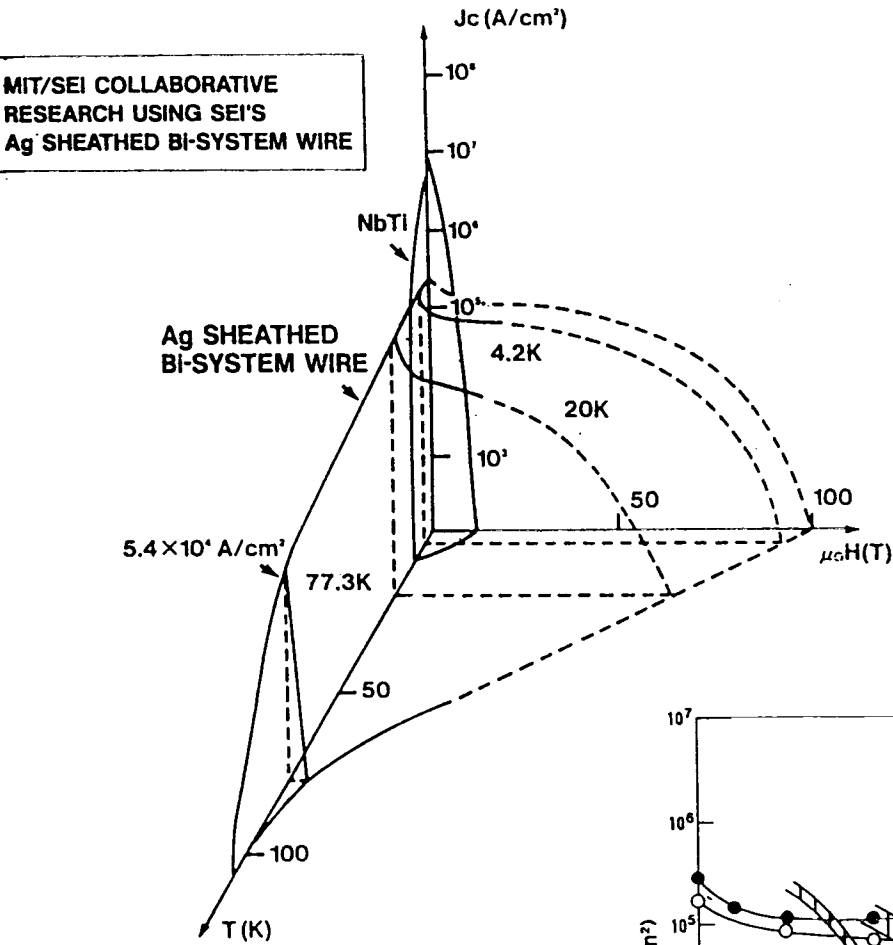 Jc (A/cm²)
MIT/SEI COLLABORATIVE
RESEARCH USING SEI'S
Ag SHEATHED Bi-SYSTEM WIRE
10⁸
10⁷
NbTi
10⁶
10⁵
Ag SHEATHED
Bi-SYSTEM WIRE
4.2K
20K
10³
50
100
5.4×10⁴ A/cm²
μ₀H(T)
77.3K
50
10⁷
10⁶
100
10⁵
T (K)